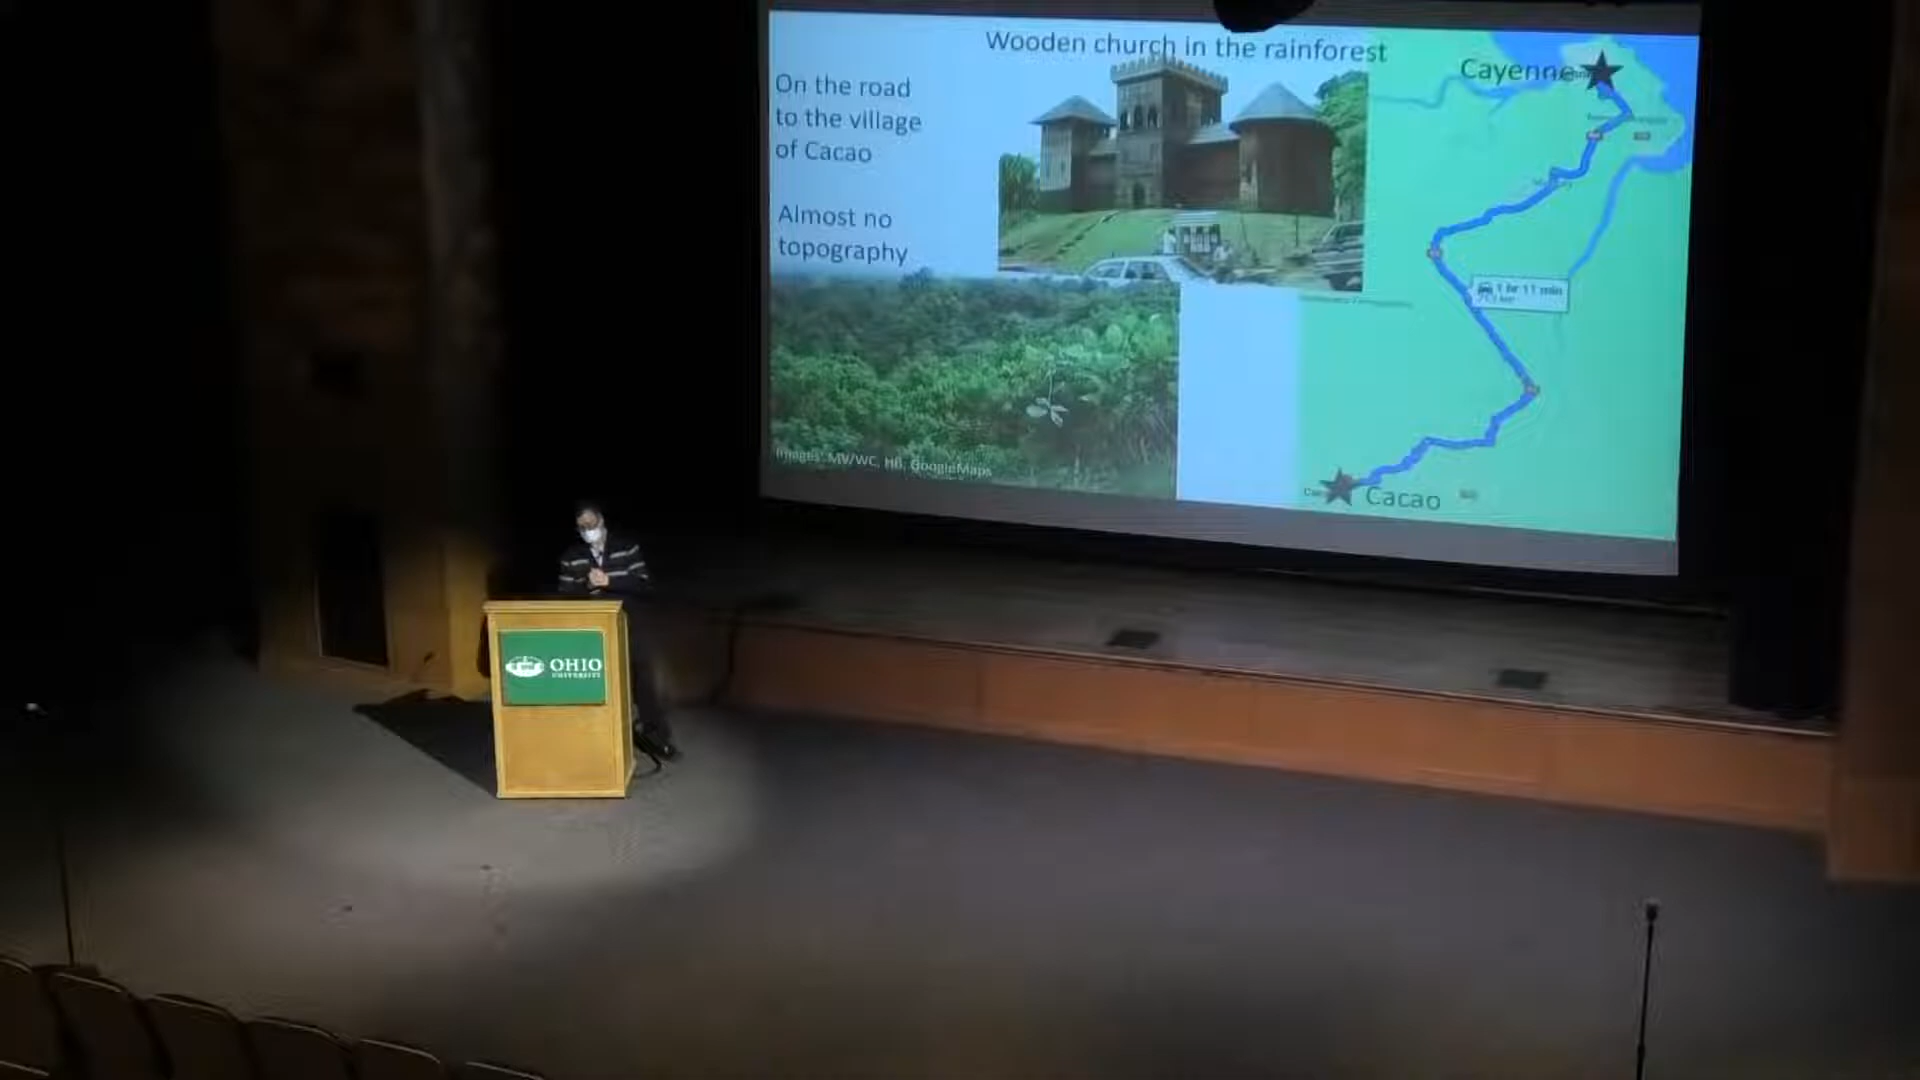 Wooden church in the rainforest
On the road
to the village
of Cacao
Almost no
topography
Cayenne
1 hr 11 min
Cacao
Images: MV/WC, HB, GoogleMaps
OHIO
UNIVERSITY